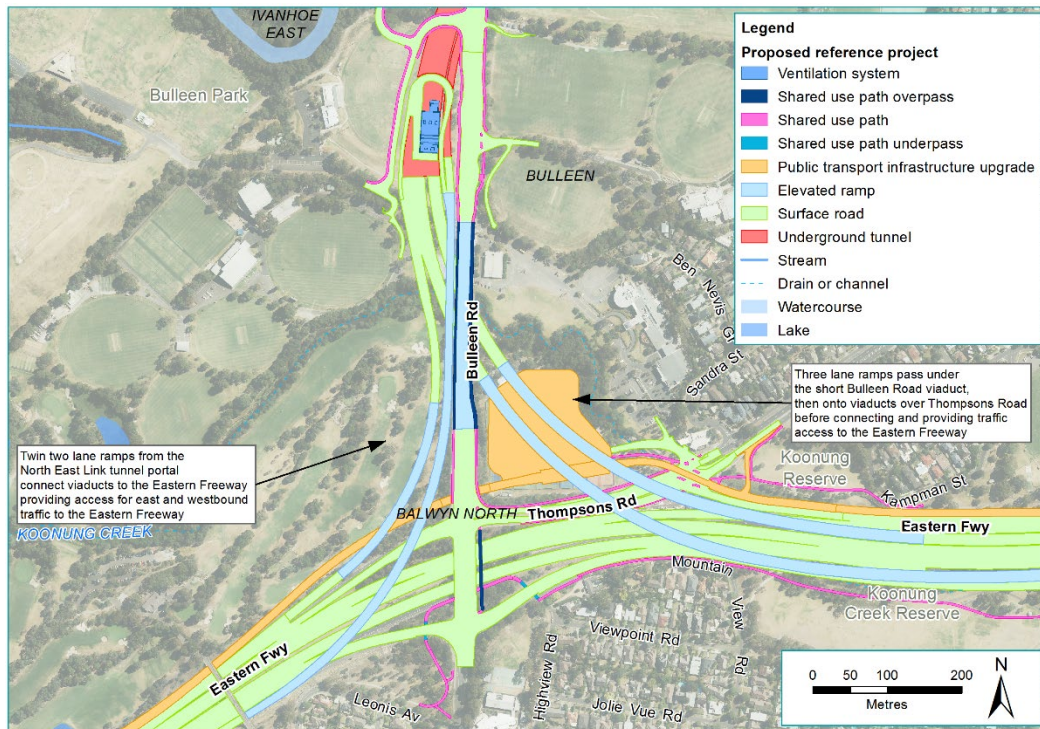 IVANHOE
EAST
Bulleen Park
BULLEEN
Bulleen Rd
Ben Nevis Gr
Sandra St
Legend
Proposed reference project
Ventilation system
Shared use path overpass
Shared use path
Shared use path underpass
Public transport infrastructure upgrade
Elevated ramp
Surface road
Underground tunnel
Stream
Drain or channel
Watercourse
Lake
Three lane ramps pass under
the short Bulleen Road viaduct,
then onto viaducts over Thompsons Road
before connecting and providing traffic
access to the Eastern Freeway
Twin two lane ramps from the
North East Link tunnel portal
connect viaducts to the Eastern Freeway
providing access for east and westbound
traffic to the Eastern Freeway
KOONUNG CREEK
BALWYN NORTH
Thompsons Rd
Koonung
Reserve
Kampman St
Eastern Fwy
Mountain
View
Rd
Koonung
Creek Reserve
Viewpoint Rd
Highview Rd
Eastern Fwy
Leonis Av
Jolie Vue Rd
0 50 100 200
Metres
N